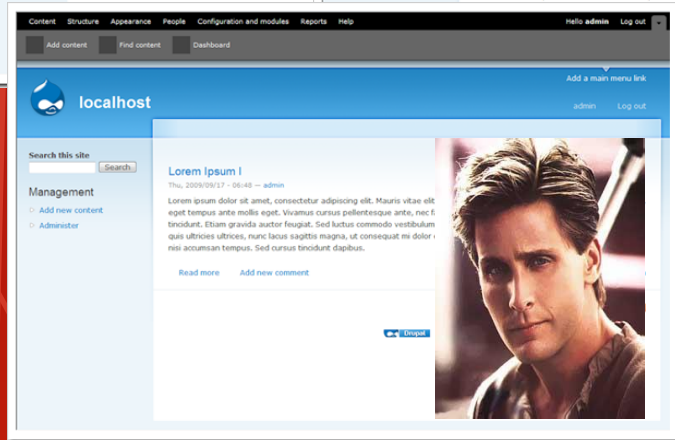 Content Structure Appearance People Configuration and modules Reports Help Hello admin Log out
Add content Find content Dashboard
Add a main menu link
localhost
admin Log out
Search this site
Search
Management
Add new content
Administer
Lorem Ipsum I
Thu, 2009/09/17 - 06:48 — admin
Lorem ipsum dolor sit amet, consectetur adipiscing elit. Mauris vitae elit
eget tempus ante mollis eget. Vivamus cursus pellentesque ante, nec
tincidunt. Etiam gravida auctor feugiat. Sed luctus commodo vestibulum
quis ultricies ultrices, nunc lacus sagittis magna, ut consequat mi dolor
nisi accumsan tempus. Sed cursus tincidunt dapibus.
Read more Add new comment
Drupal